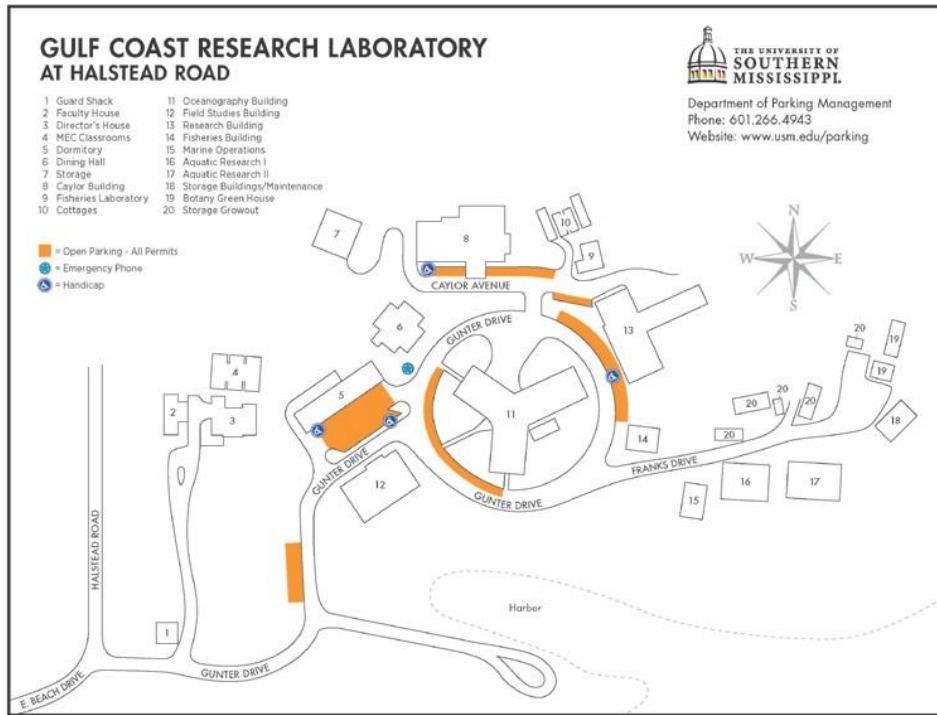 GULF COAST RESEARCH LABORATORY
AT HALSTEAD ROAD
1 Guard Shack
2 Faculty House
3 Director's House
4 MEC Classrooms
5 Dormitory
6 Dining Hall
7 Storage
8 Caylor Building
9 Fisheries Laboratory
10 Cottages
11 Oceanography Building
12 Field Studies Building
13 Research Building
14 Fisheries Building
15 Marine Operations
16 Aquatic Research I
17 Aquatic Research II
18 Storage Buildings/Maintenance
19 Botany Green House
20 Storage Growout
= Open Parking - All Permits
= Emergency Phone
= Handicap
THE UNIVERSITY OF
SOUTHERN
MISSISSIPPI.
Department of Parking Management
Phone: 601.266.4943
Website: www.usm.edu/parking
N
W E
S
7
8
10
9
CAYLOR AVENUE
6
GUNTER DRIVE
13
20
19
4
5
11
19
20
2
3
20
20
18
14
20
GUNTER DRIVE
FRANKS DRIVE
12
GUNTER DRIVE
15
16
17
HALSTEAD ROAD
Harbor
1
GUNTER DRIVE
E. BEACH DRIVE